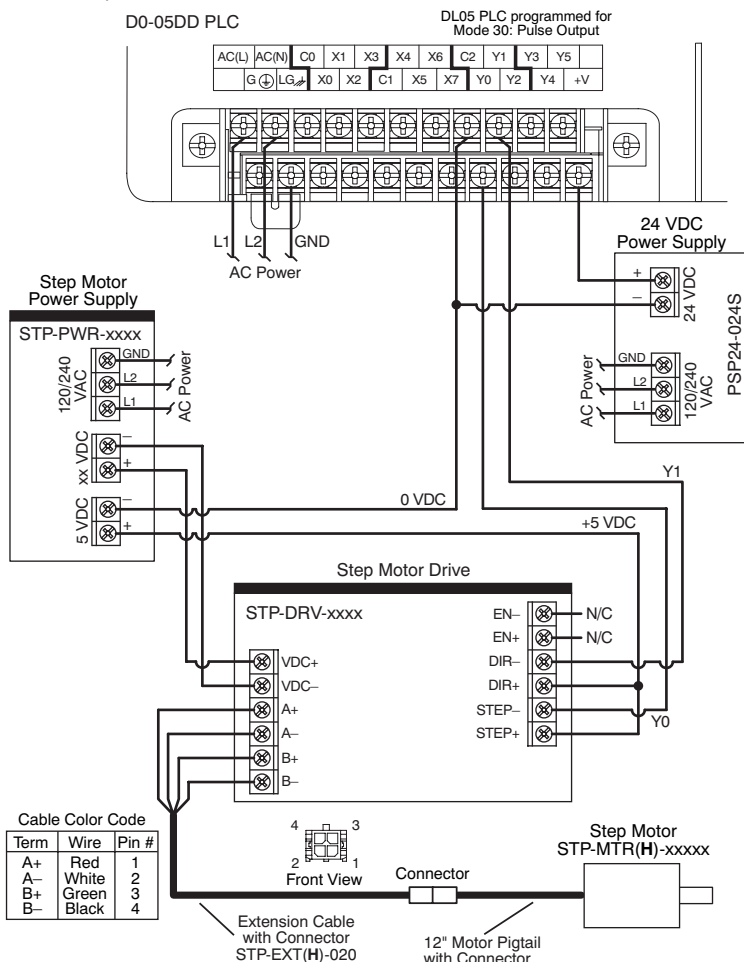 D0-05DD PLC
DL05 PLC programmed for
Mode 30: Pulse Output
AC(L) AC(N) C0 X1 X3 X4 X6 C2 Y1 Y3 Y5
G LG X0 X2 C1 X5 X7 Y0 Y2 Y4 +V
L1 L2 GND
AC Power
24 VDC
Power Supply
+
–
24 VDC
PSP24-024S
GND
L2
L1
AC Power
120/240
VAC
Step Motor
Power Supply
STP-PWR-xxxx
GND
L2
L1
120/240
VAC
AC Power
–
+
xx VDC
–
+
5 VDC
0 VDC
+5 VDC
Y1
Y0
Step Motor Drive
STP-DRV-xxxx
VDC+
VDC–
A+
A–
B+
B–
EN– N/C
EN+ N/C
DIR–
DIR+
STEP–
STEP+
Cable Color Code
Term Wire Pin #
A+ Red 1
A– White 2
B+ Green 3
B– Black 4
4 3
2 1
Front View
Connector
Step Motor
STP-MTR(H)-xxxxx
Extension Cable
with Connector
STP-EXT(H)-020
12" Motor Pigtail
with Connector